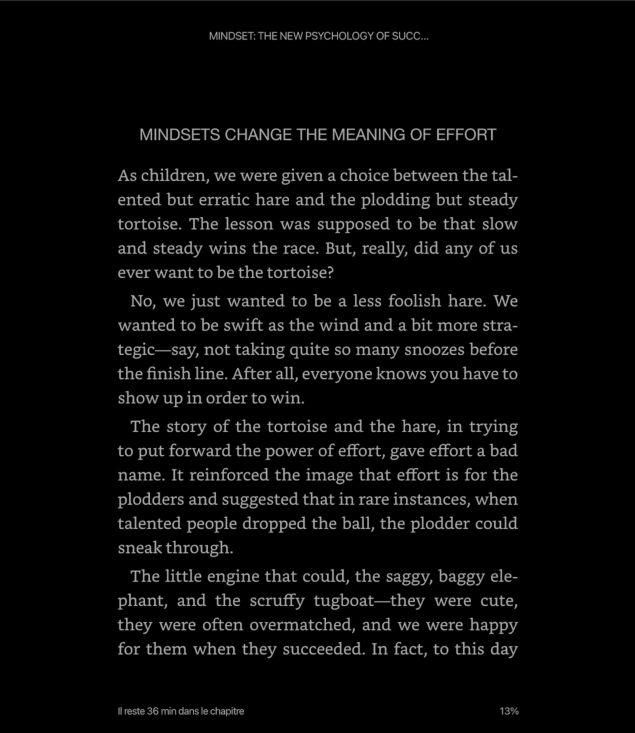 MINDSET: THE NEW PSYCHOLOGY OF SUCC...
MINDSETS CHANGE THE MEANING OF EFFORT
As children, we were given a choice between the tal-
ented but erratic hare and the plodding but steady
tortoise. The lesson was supposed to be that slow
and steady wins the race. But, really, did any of us
ever want to be the tortoise?
No, we just wanted to be a less foolish hare. We
wanted to be swift as the wind and a bit more stra-
tegic—say, not taking quite so many snoozes before
the finish line. After all, everyone knows you have to
show up in order to win.
The story of the tortoise and the hare, in trying
to put forward the power of effort, gave effort a bad
name. It reinforced the image that effort is for the
plodders and suggested that in rare instances, when
talented people dropped the ball, the plodder could
sneak through.
The little engine that could, the saggy, baggy ele-
phant, and the scruffy tugboat—they were cute,
they were often overmatched, and we were happy
for them when they succeeded. In fact, to this day
Il reste 36 min dans le chapitre
13%